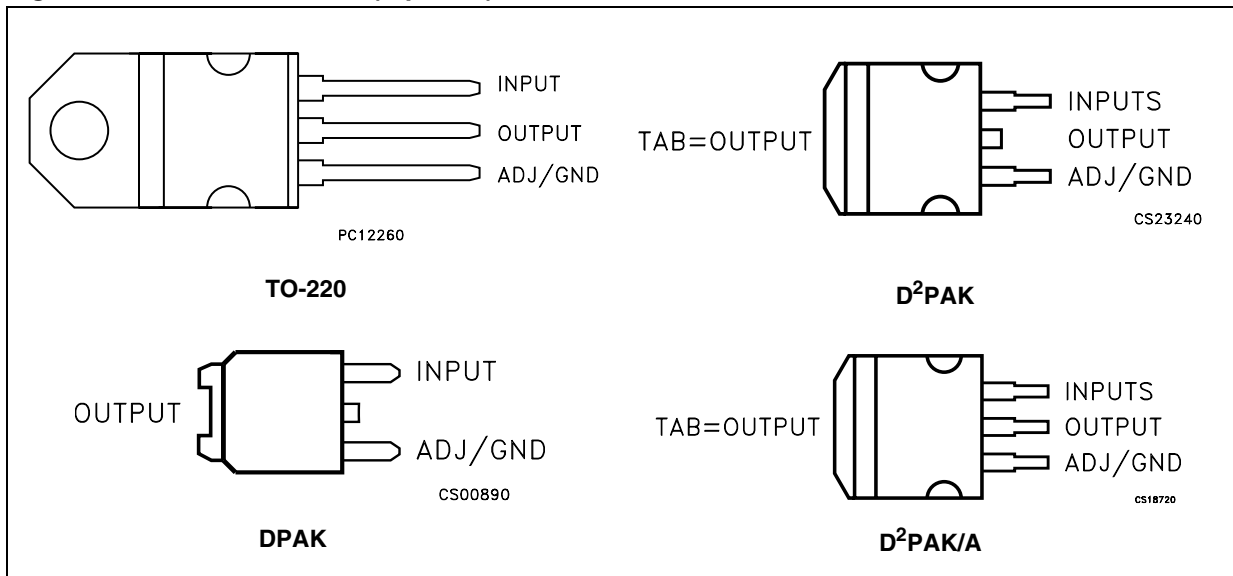 INPUT
OUTPUT
ADJ/GND
PC12260
TO-220
TAB=OUTPUT
INPUTS
OUTPUT
ADJ/GND
CS23240
D²PAK
OUTPUT
INPUT
ADJ/GND
CS00890
DPAK
TAB=OUTPUT
INPUTS
OUTPUT
ADJ/GND
CS18720
D²PAK/A